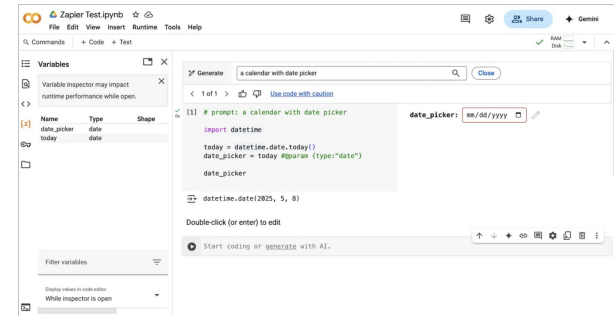 CO Zapier Test.ipynb
File Edit View Insert Runtime Tools Help
Share
Gemini
Commands + Code + Text
RAM
Disk
Variables
Variable inspector may impact
runtime performance while open.
Name Type Shape
date_picker date
today date
Filter variables
Display values in code editor
While inspector is open
Generate a calendar with date picker Close
1 of 1 Use code with caution
[1] # prompt: a calendar with date picker
import datetime
today = datetime.date.today()
date_picker = today #@param {type:"date"}
date_picker
date_picker: mm/dd/yyyy
datetime.date(2025, 5, 8)
Double-click (or enter) to edit
Start coding or generate with AI.